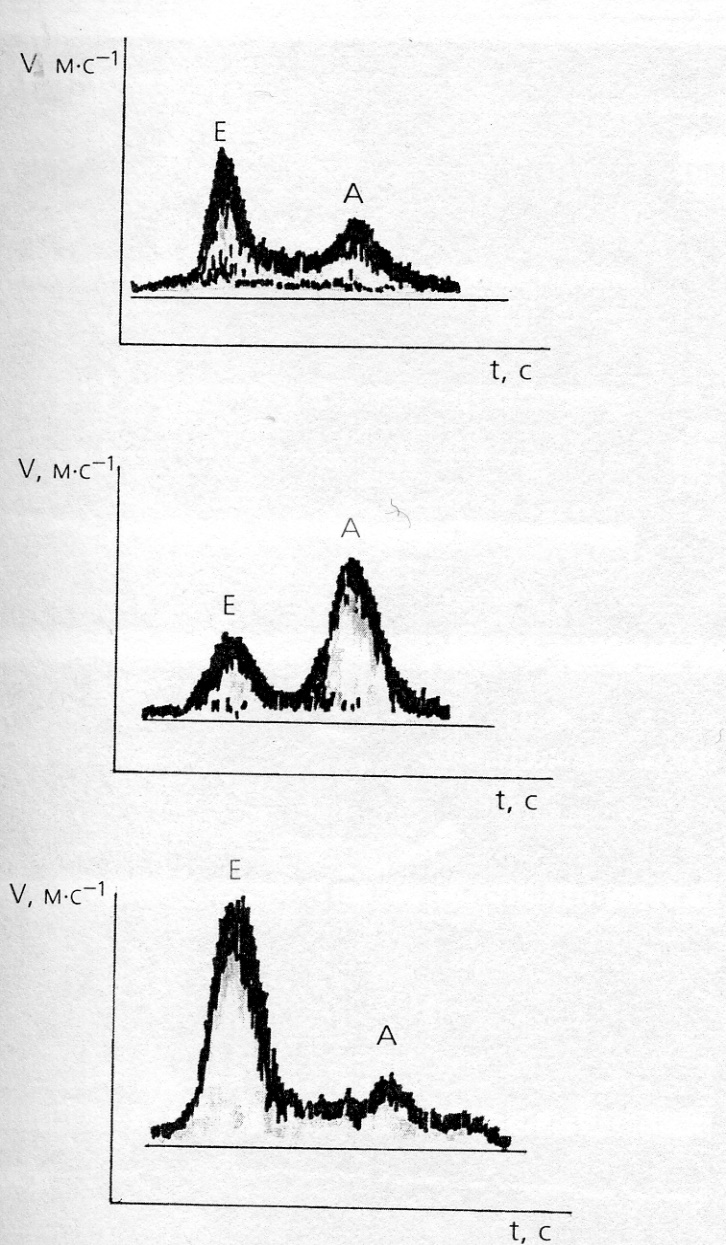 V, м·с⁻¹
E
A
t, с
V, м·с⁻¹
A
E
t, с
E
V, м·с⁻¹
A
t, с